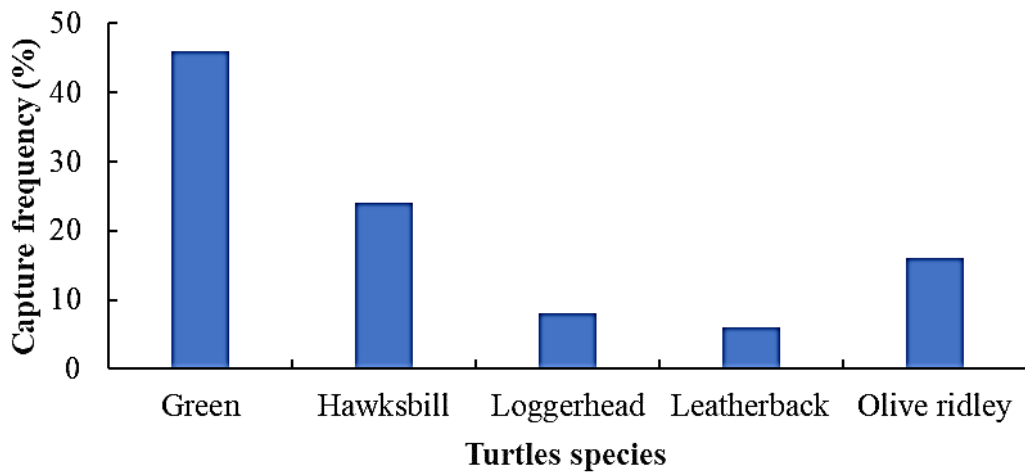 Capture frequency (%)
50
40
30
20
10
0
Green Hawksbill Loggerhead Leatherback Olive ridley
Turtles species